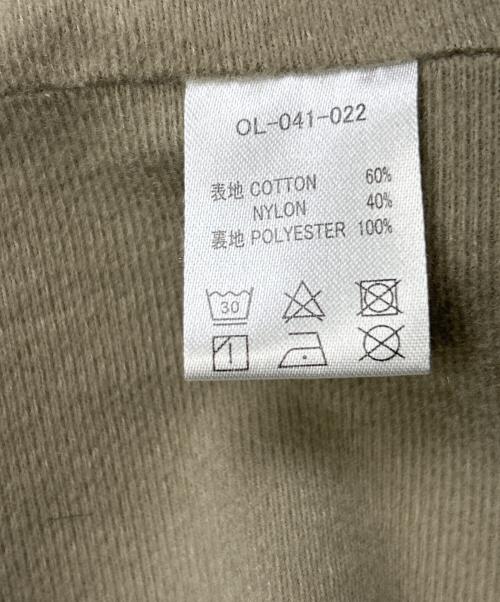 OL-041-022
表地 COTTON 60%
NYLON 40%
裏地 POLYESTER 100%
30